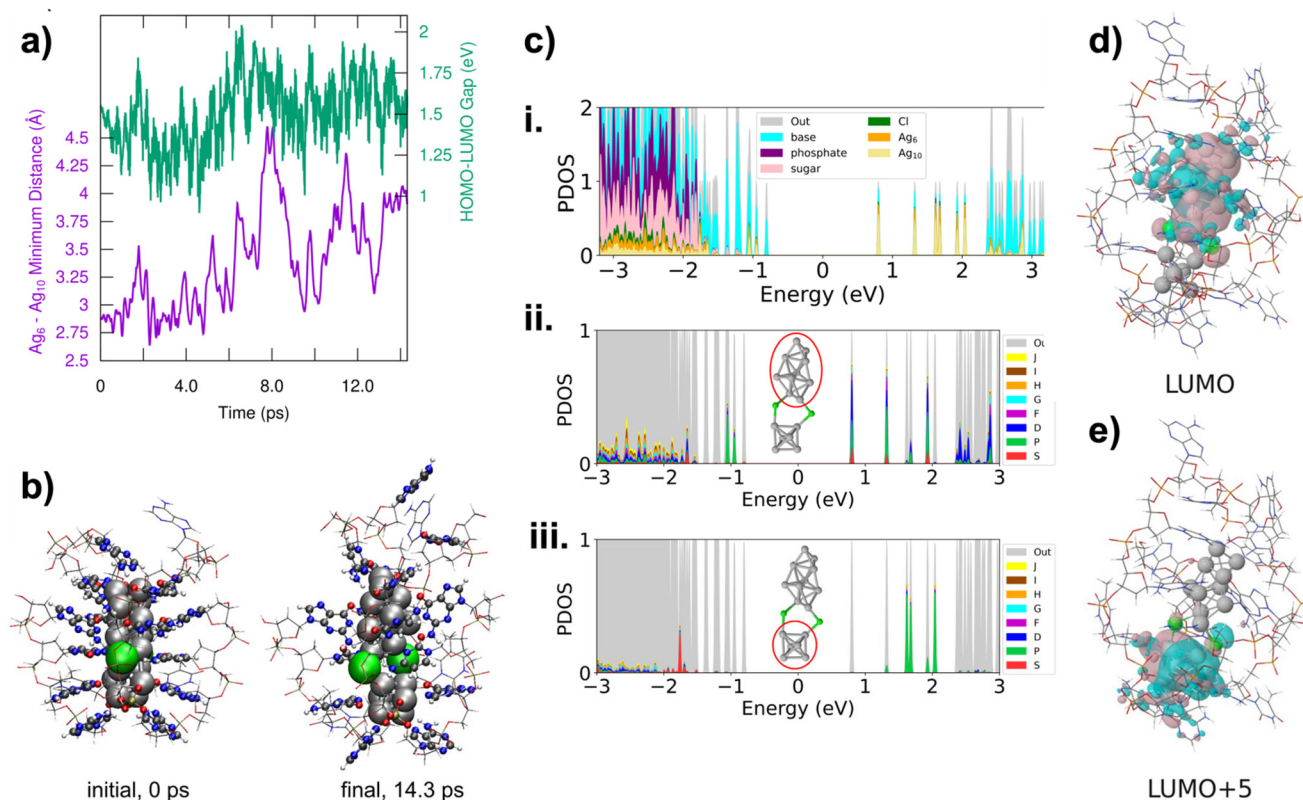 a)
Ag6 - Ag10 Minimum Distance (Å)
4.5
4.25
4
3.75
3.5
3.25
3
2.75
2.5
2
1.75
1.5
1.25
1
HOMO-LUMO Gap (eV)
0
4.0
8.0
12.0
Time (ps)
b)
initial, 0 ps
final, 14.3 ps
c)
i.
PDOS
2
1
0
Out
base
phosphate
sugar
Cl
Ag6
Ag10
−3 −2 −1 0 1 2 3
Energy (eV)
ii.
PDOS
1
0
Ou
J
I
H
G
F
D
P
S
−3 −2 −1 0 1 2 3
Energy (eV)
iii.
PDOS
1
0
Out
J
I
H
G
F
D
P
S
−3 −2 −1 0 1 2 3
Energy (eV)
d)
LUMO
e)
LUMO+5